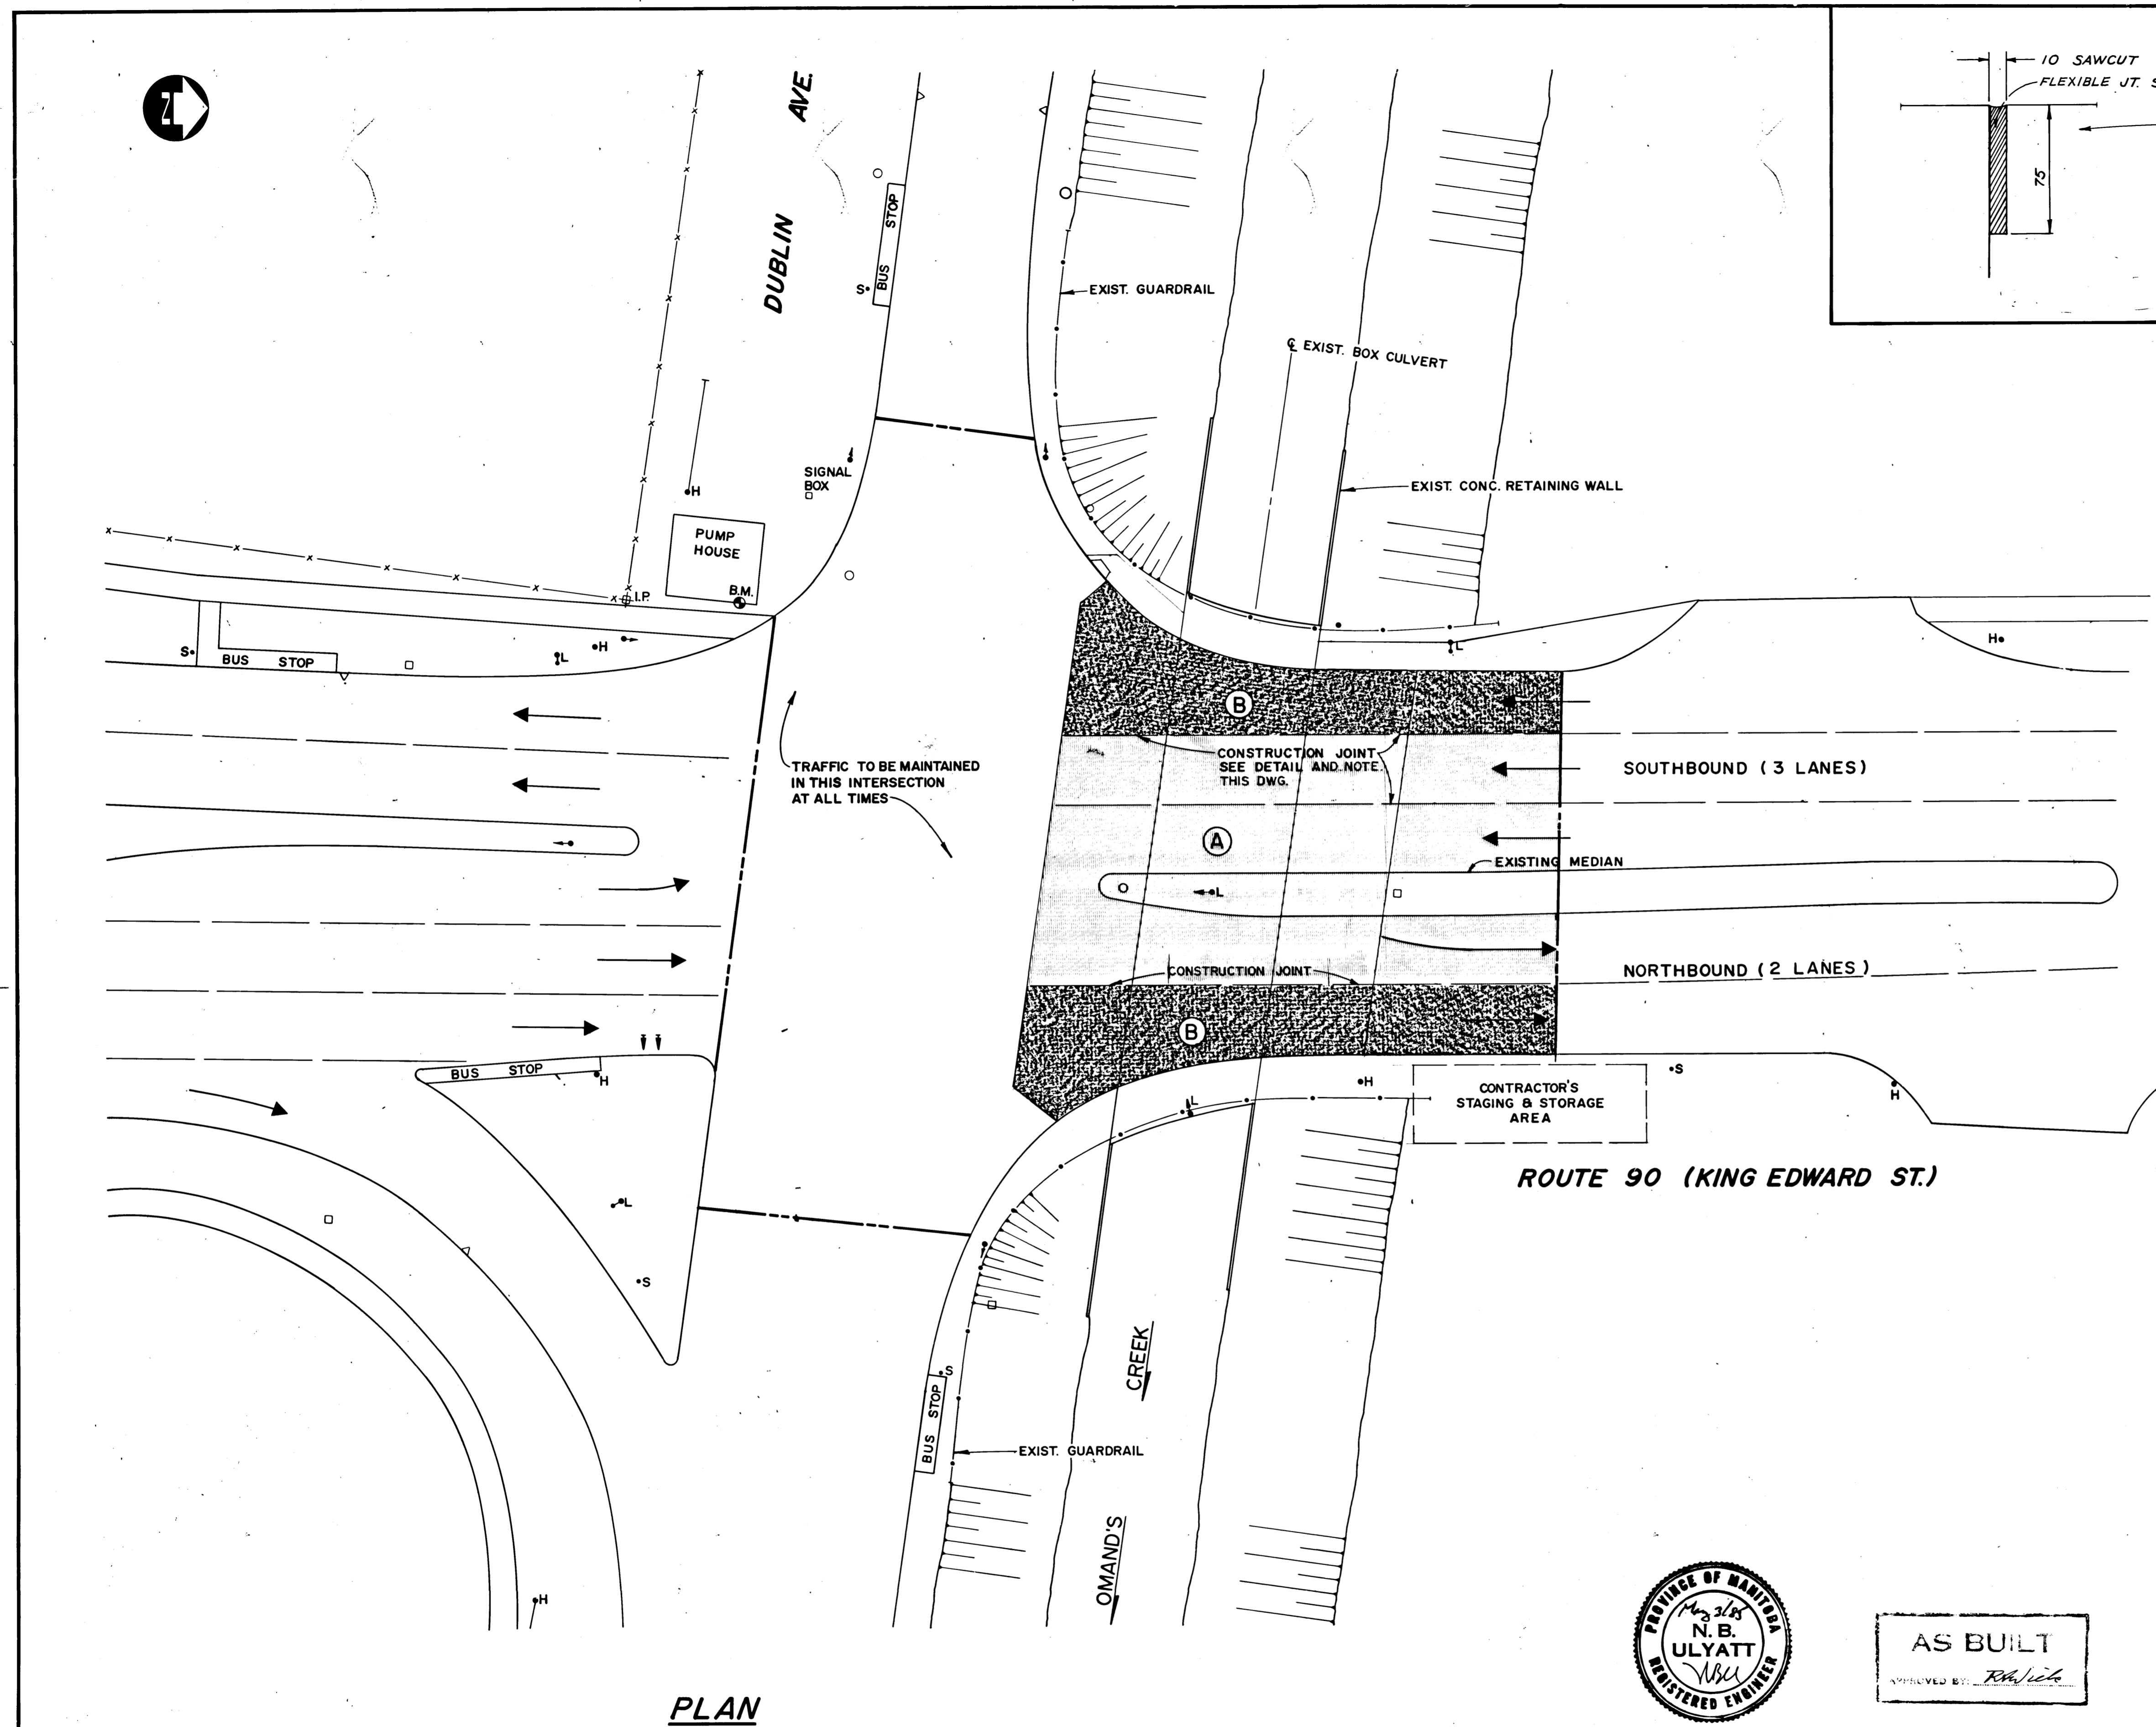 10 SAWCUT
FLEXIBLE JT.
75
N
DUBLIN AVE.
BUS STOP
S
EXIST. GUARDRAIL
℄ EXIST. BOX CULVERT
SIGNAL
BOX
H
EXIST. CONC. RETAINING WALL
PUMP
HOUSE
B.M.
I.P.
S
BUS STOP
L
H
L
H
B
CONSTRUCTION JOINT
SEE DETAIL AND NOTE
THIS DWG.
SOUTHBOUND (3 LANES)
TRAFFIC TO BE MAINTAINED
IN THIS INTERSECTION
AT ALL TIMES
A
EXISTING MEDIAN
L
CONSTRUCTION JOINT
NORTHBOUND (2 LANES)
B
BUS STOP
H
H
L
CONTRACTOR'S
STAGING & STORAGE
AREA
S
H
ROUTE 90 (KING EDWARD ST.)
L
S
CREEK
S
BUS STOP
EXIST. GUARDRAIL
OMAND'S
H
PROVINCE OF MANITOBA
May 3/85
N. B.
ULYATT
REGISTERED ENGINEER
AS BUILT
APPROVED BY:
PLAN